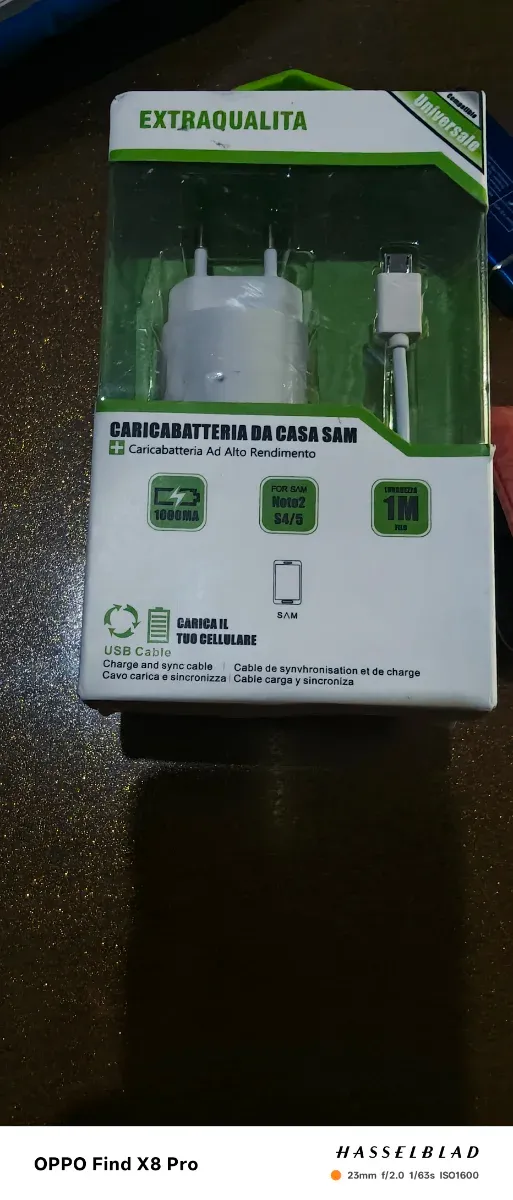 EXTRAQUALITA
Compatible
Universale
CARICABATTERIA DA CASA SAM
Caricabatteria Ad Alto Rendimento
1000MA
FOR SAM
Note2
S4/5
LUNGHEZZA
1M
FILO
SAM
CARICA IL
TUO CELLULARE
USB Cable
Charge and sync cable | Cable de synvhronisation et de charge
Cavo carica e sincronizza | Cable carga y sincroniza
OPPO Find X8 Pro
HASSELBLAD
23mm f/2.0 1/63s ISO1600